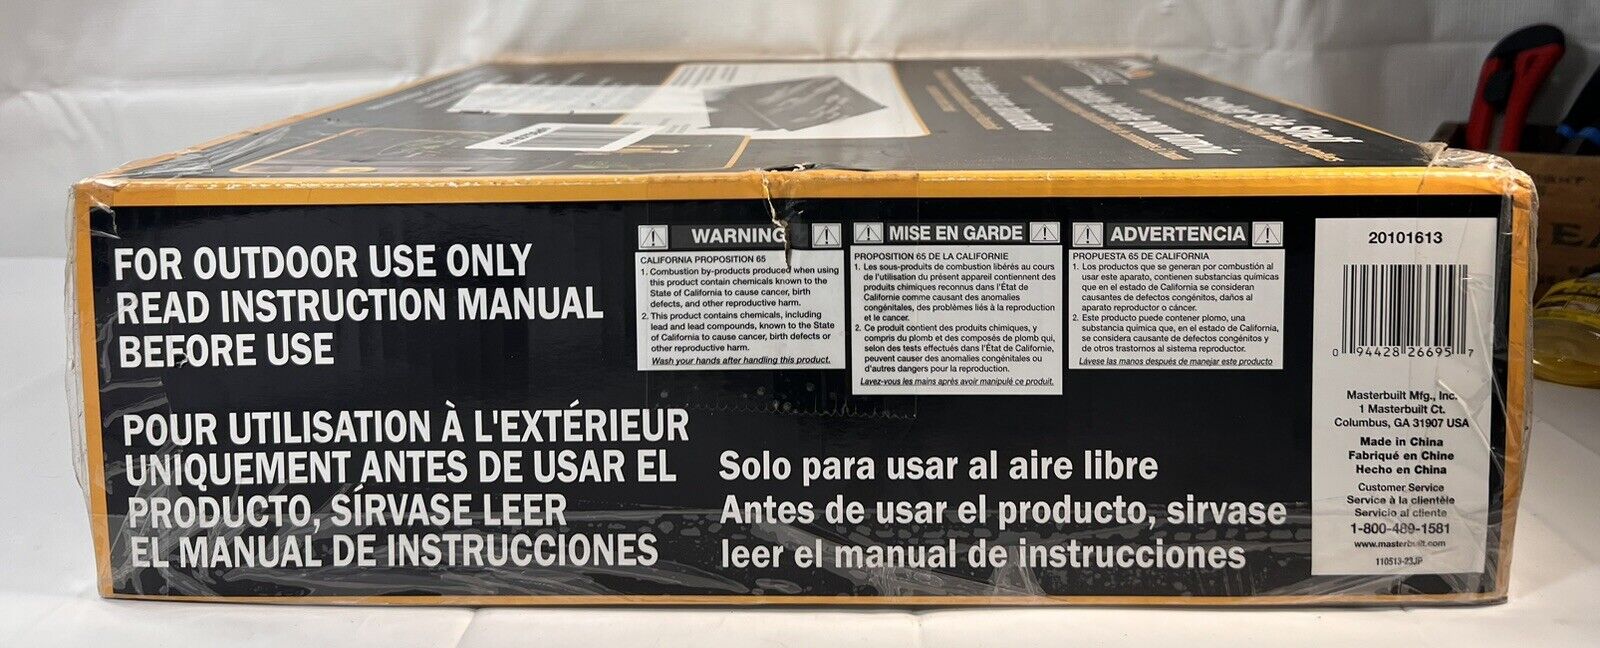 Smoker Side Shelf
FOR OUTDOOR USE ONLY
READ INSTRUCTION MANUAL
BEFORE USE
POUR UTILISATION À L'EXTÉRIEUR
UNIQUEMENT ANTES DE USAR EL
PRODUCTO, SÍRVASE LEER
EL MANUAL DE INSTRUCCIONES
WARNING
CALIFORNIA PROPOSITION 65
1. Combustion by-products produced when using
this product contain chemicals known to the
State of California to cause cancer, birth
defects, and other reproductive harm.
2. This product contains chemicals, including
lead and lead compounds, known to the State
of California to cause cancer, birth defects or
other reproductive harm.
Wash your hands after handling this product.
MISE EN GARDE
PROPOSITION 65 DE LA CALIFORNIE
1. Les sous-produits de combustion libérés au cours
de l'utilisation du présent appareil contiennent des
produits chimiques reconnus dans l'État de
Californie comme causant des anomalies
congénitales, des problèmes liés à la reproduction
et le cancer.
2. Ce produit contient des produits chimiques, y
compris du plomb et des composés de plomb qui,
selon des tests effectués dans l'État de Californie,
peuvent causer des anomalies congénitales ou
d'autres dangers pour la reproduction.
Lavez-vous les mains après avoir manipulé ce produit.
ADVERTENCIA
PROPUESTA 65 DE CALIFORNIA
1. Los productos que se generan por combustión al
usar este aparato, contienen substancias químicas
que en el estado de California se consideran
causantes de defectos congénitos, daños al
aparato reproductor o cáncer.
2. Este producto puede contener plomo, una
substancia química que, en el estado de California,
se considera causante de defectos congénitos y
de otros trastornos al sistema reproductor.
Lávese las manos después de manejar este producto
Solo para usar al aire libre
Antes de usar el producto, sirvase
leer el manual de instrucciones
20101613
0 94428 26695 7
Masterbuilt Mfg., Inc.
1 Masterbuilt Ct.
Columbus, GA 31907 USA
Made in China
Fabriqué en Chine
Hecho en China
Customer Service
Service à la clientèle
Servicio al cliente
1-800-489-1581
www.masterbuilt.com
110513-23JP